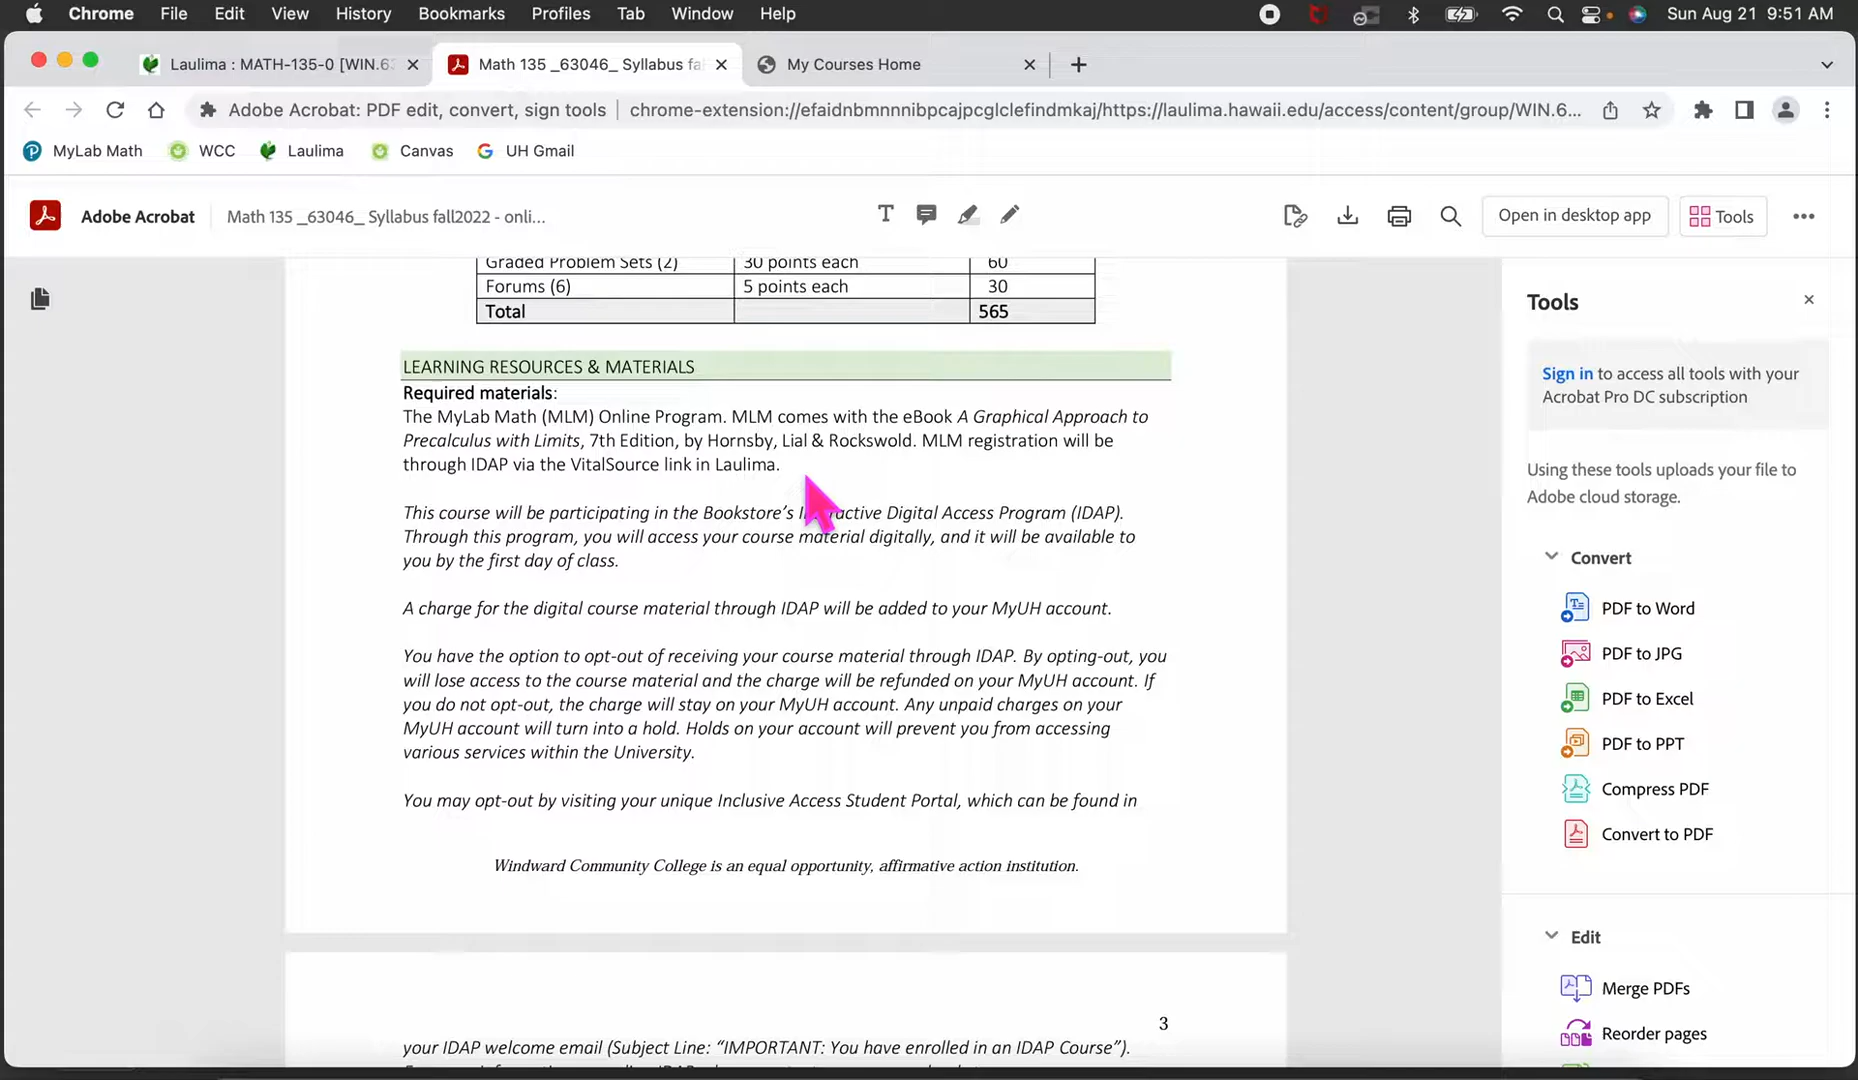 Chrome File Edit View History Bookmarks Profiles Tab Window Help Sun Aug 21 9:51 AM
Laulima : MATH-135-0 [WIN.63 Math 135 _63046_ Syllabus fal My Courses Home
Adobe Acrobat: PDF edit, convert, sign tools chrome-extension://efaidnbmnnnibpcajpcglclefindmkaj/https://laulima.hawaii.edu/access/content/group/WIN.6...
MyLab Math WCC Laulima Canvas UH Gmail
Adobe Acrobat Math 135 _63046_ Syllabus fall2022 - onli... Open in desktop app Tools
Graded Problem Sets (2) 30 points each 60
Forums (6) 5 points each 30
Total 565
LEARNING RESOURCES & MATERIALS
Required materials:
The MyLab Math (MLM) Online Program. MLM comes with the eBook A Graphical Approach to
Precalculus with Limits, 7th Edition, by Hornsby, Lial & Rockswold. MLM registration will be
through IDAP via the VitalSource link in Laulima.
This course will be participating in the Bookstore's Interactive Digital Access Program (IDAP).
Through this program, you will access your course material digitally, and it will be available to
you by the first day of class.
A charge for the digital course material through IDAP will be added to your MyUH account.
You have the option to opt-out of receiving your course material through IDAP. By opting-out, you
will lose access to the course material and the charge will be refunded on your MyUH account. If
you do not opt-out, the charge will stay on your MyUH account. Any unpaid charges on your
MyUH account will turn into a hold. Holds on your account will prevent you from accessing
various services within the University.
You may opt-out by visiting your unique Inclusive Access Student Portal, which can be found in
Windward Community College is an equal opportunity, affirmative action institution.
3
your IDAP welcome email (Subject Line: "IMPORTANT: You have enrolled in an IDAP Course").
Tools
Sign in to access all tools with your
Acrobat Pro DC subscription
Using these tools uploads your file to
Adobe cloud storage.
Convert
PDF to Word
PDF to JPG
PDF to Excel
PDF to PPT
Compress PDF
Convert to PDF
Edit
Merge PDFs
Reorder pages